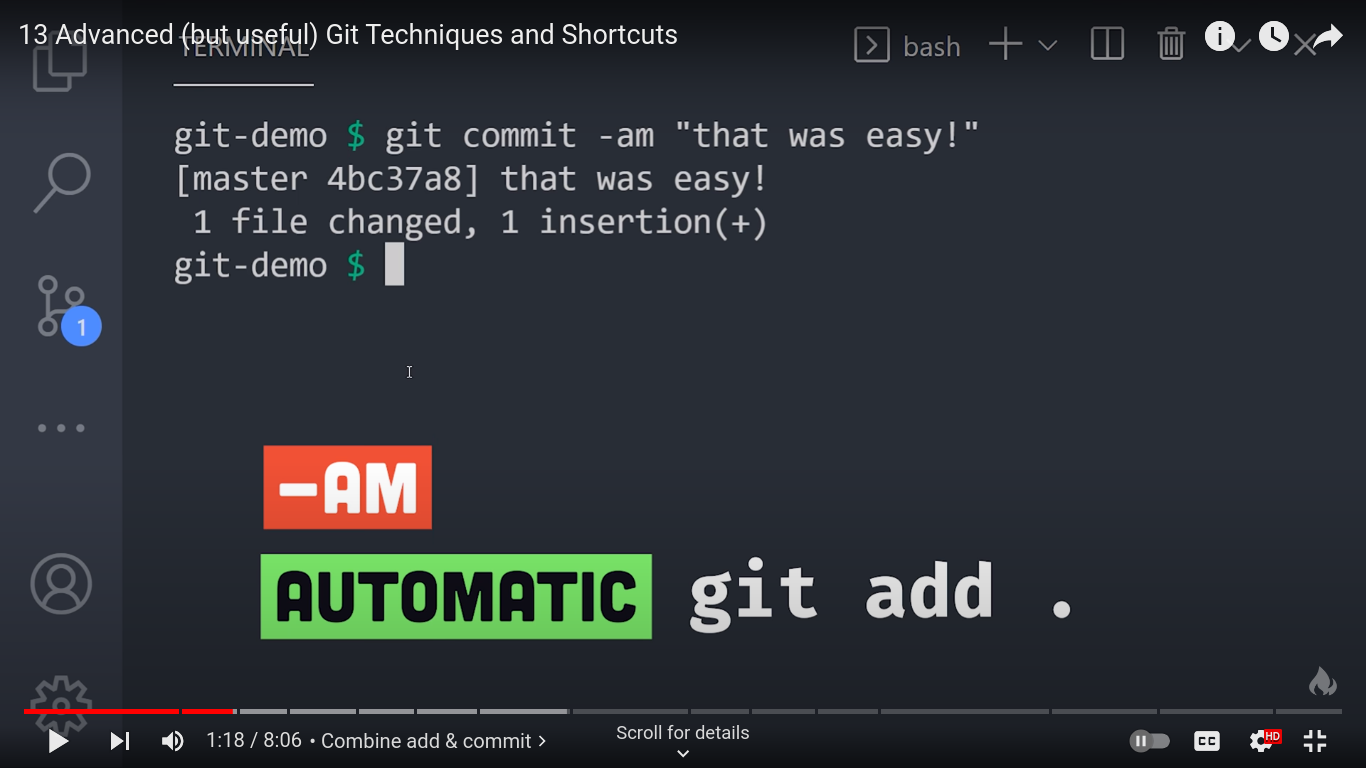 13 Advanced (but useful) Git Techniques and Shortcuts
TERMINAL
bash
git-demo $ git commit -am "that was easy!"
[master 4bc37a8] that was easy!
1 file changed, 1 insertion(+)
git-demo $
1
-AM
AUTOMATIC git add .
1:18 / 8:06 • Combine add & commit
Scroll for details
CC
HD